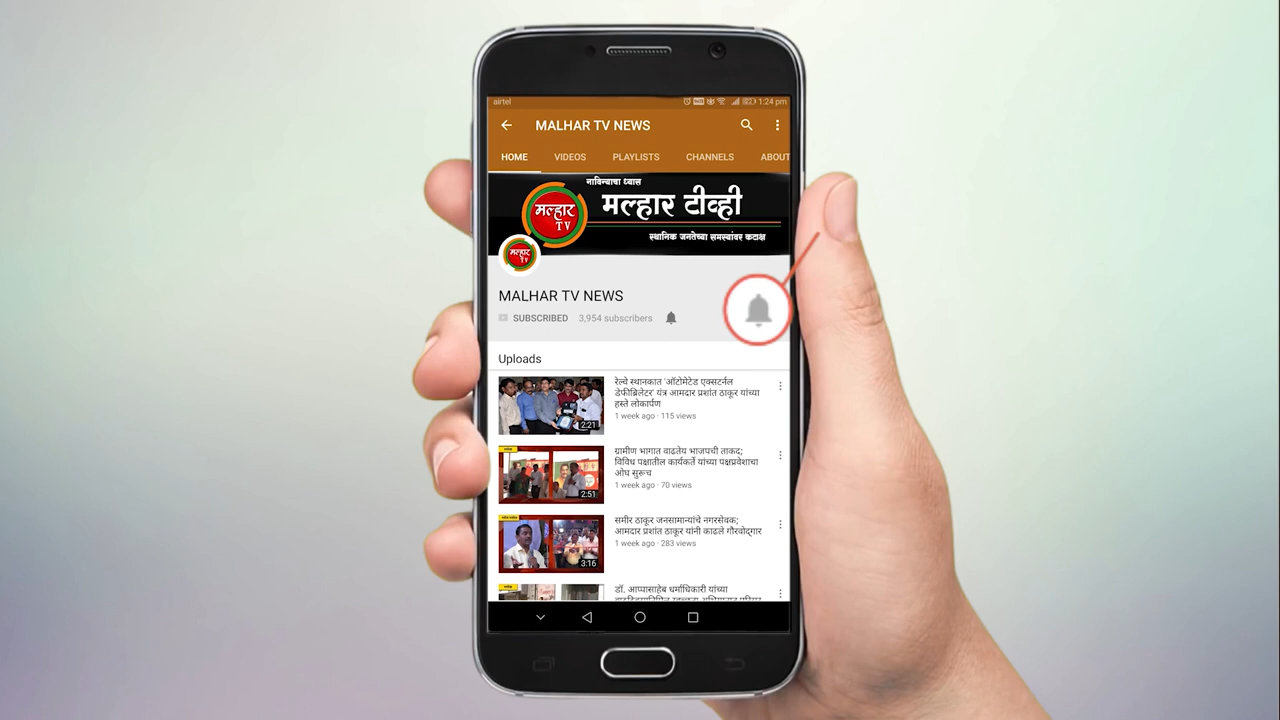 airtel 1:24 pm
MALHAR TV NEWS
HOME VIDEOS PLAYLISTS CHANNELS ABOUT
नाविन्याचा ध्यास
मल्हार टीव्ही
मल्हार
TV
स्थानिक जनतेच्या समस्यांवर कटाक्ष
मल्हार
TV
MALHAR TV NEWS
SUBSCRIBED 3,954 subscribers
Uploads
रेल्वे स्थानकात 'ऑटोमेटेड एक्सटर्नल
डेफीब्रिलेटर' यंत्र आमदार प्रशांत ठाकूर यांच्या
हस्ते लोकार्पण
1 week ago · 115 views
2:21
ग्रामीण भागात वाढतेय भाजपची ताकद;
विविध पक्षातील कार्यकर्ते यांच्या पक्षप्रवेशाचा
ओघ सुरूच
1 week ago · 70 views
2:51
समीर ठाकूर जनसामान्यांचे नगरसेवक;
आमदार प्रशांत ठाकूर यांनी काढले गौरवोद्गार
1 week ago · 283 views
3:16
डॉ. आप्पासाहेब धर्माधिकारी यांच्या